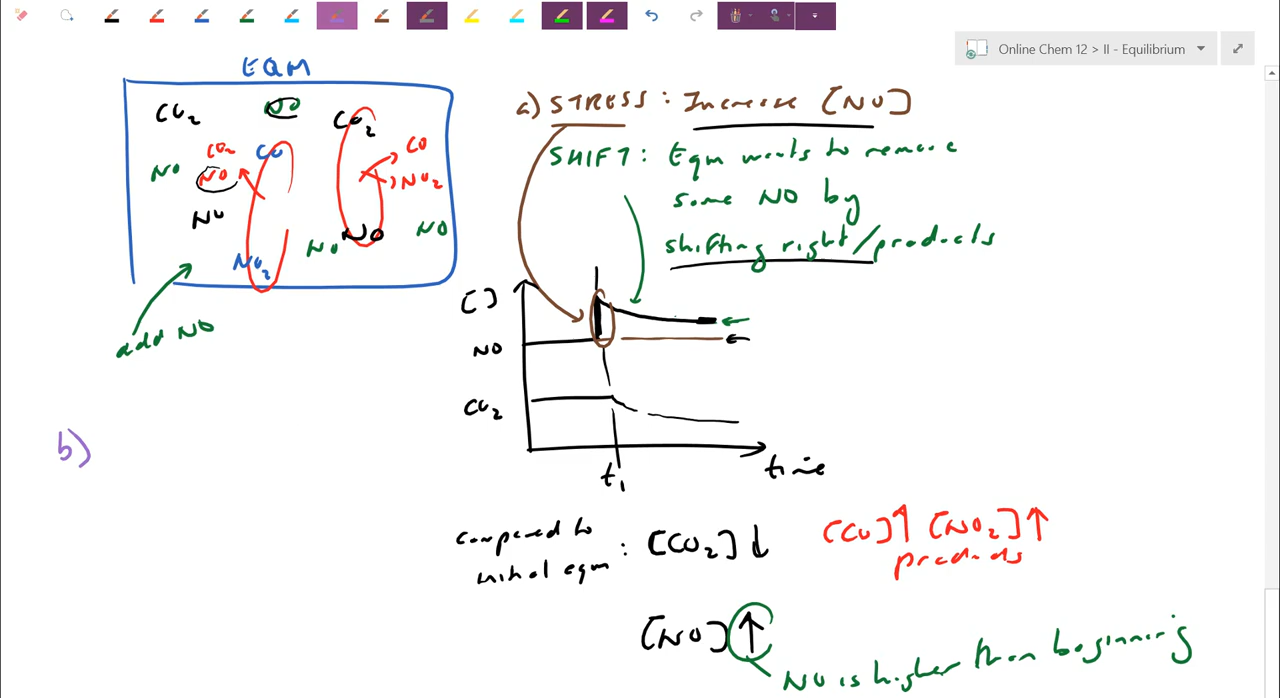 Online Chem 12 > II - Equilibrium
EQM
CO2 NO CO2
NO CO2 CO CO
NO NO2
NO
NO NO NO
NO2
add NO
a) STRESS : Increase [NO]
SHIFT : Eqm wants to remove
some NO by
shifting right/products
[ ]
NO
CO2
t1
time
b)
compared to
initial eqm : [CO2] ↓
[CO]↑ [NO2]↑
products
[NO] ↑
NO is higher than beginning